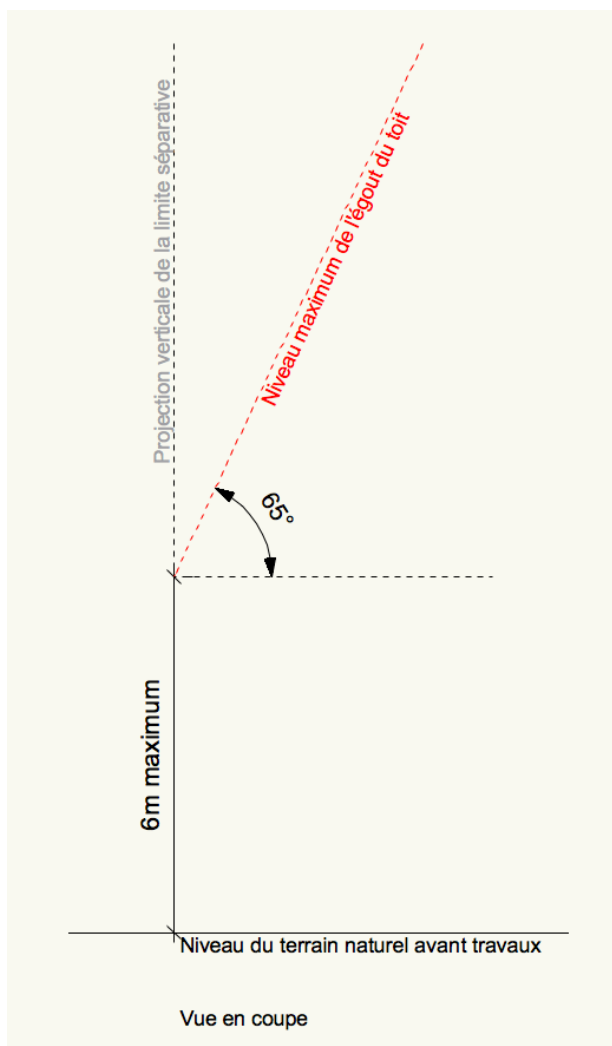 Projection verticale de la limite séparative
Niveau maximum de l'égout du toit
65°
6m maximum
Niveau du terrain naturel avant travaux
Vue en coupe